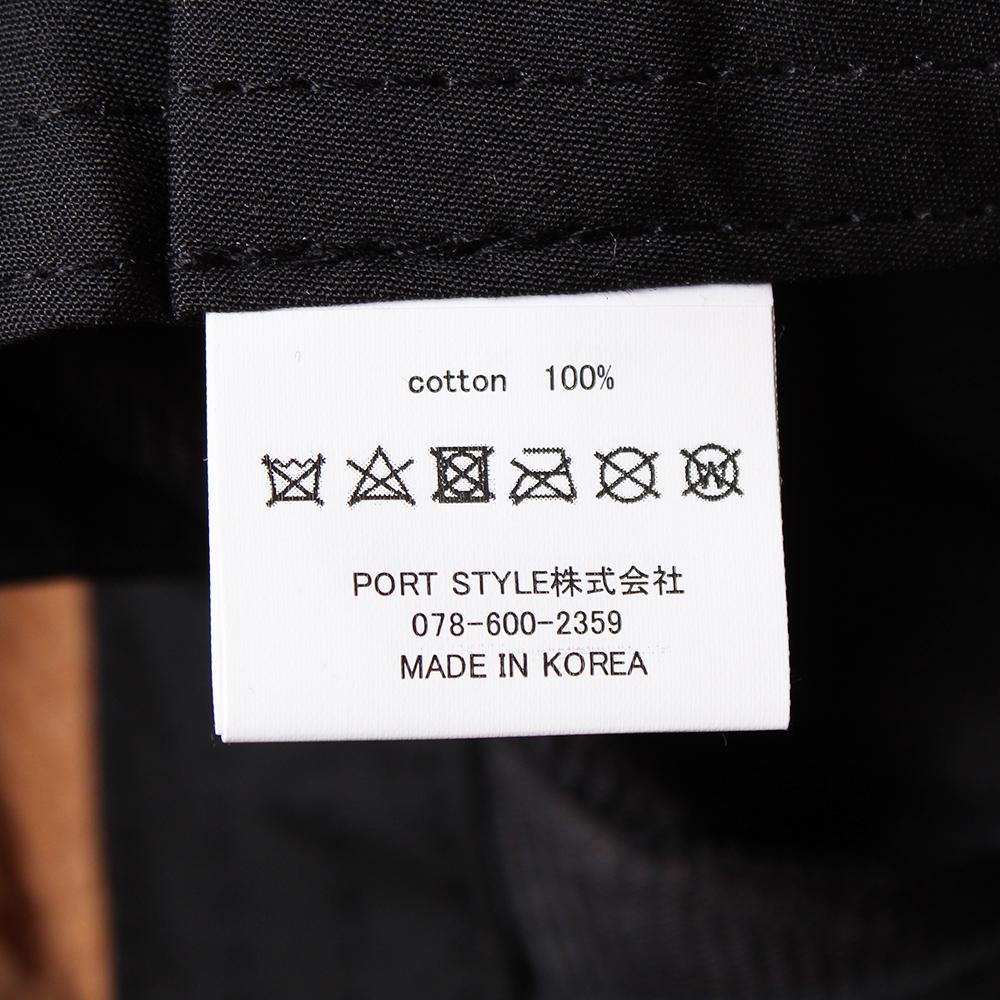 cotton 100%
W
PORT STYLE株式会社
078-600-2359
MADE IN KOREA